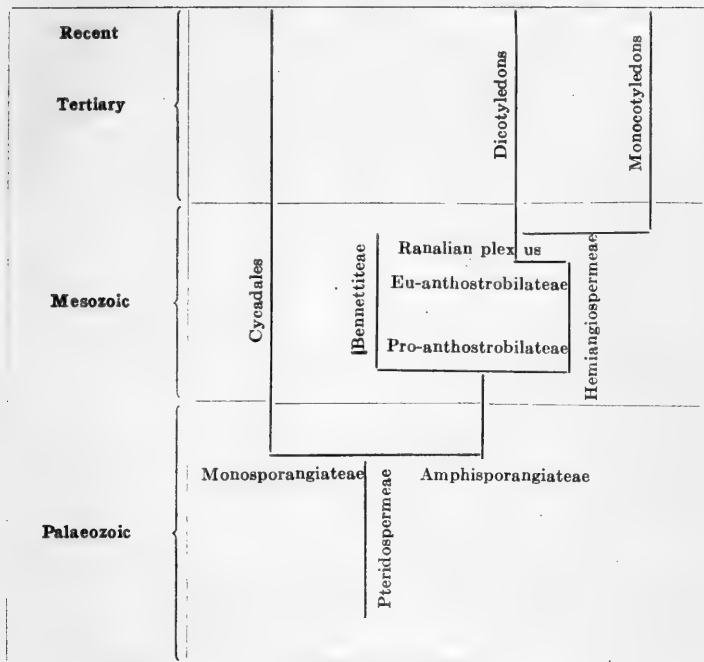 Recent
Tertiary
Dicotyledons
Monocotyledons
Mesozoic
Cycadales
Bennettiteae
Ranalian plex us
Eu-anthostrobilateae
Pro-anthostrobilateae
Hemiangiospermeae
Palaeozoic
Monosporangiateae
Amphisporangiateae
Pteridospermeae